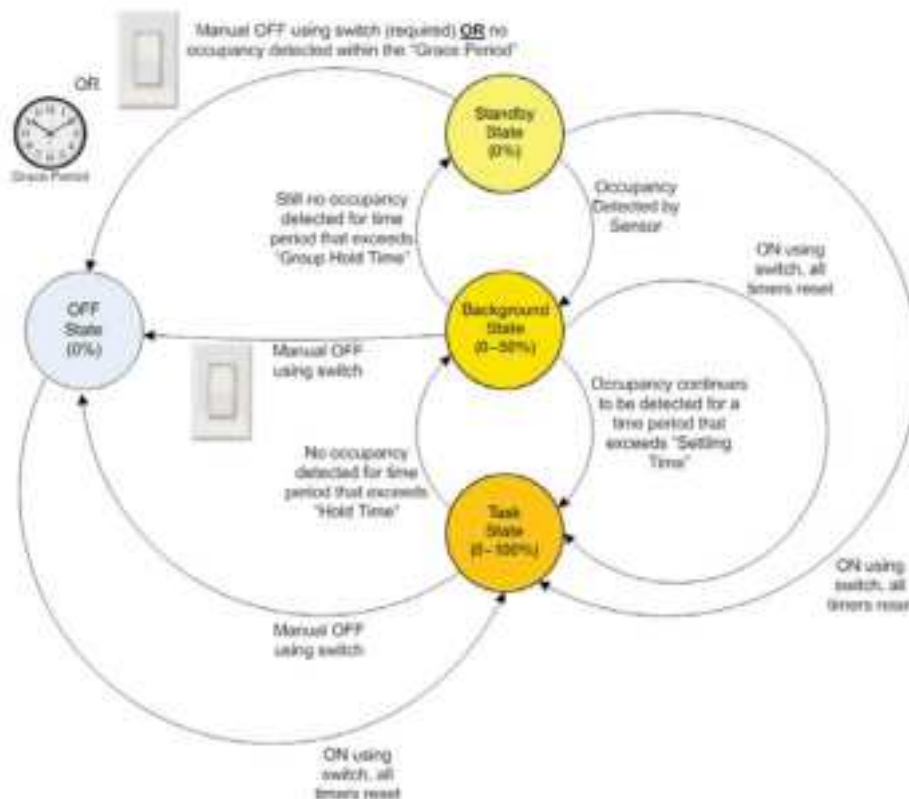 Manual OFF using switch (required) OR no
occupancy detected within the "Grace Period"
OR
Grace Period
Standby
State
(0%)
Still no occupancy
detected for time
period that exceeds
"Group Hold Time"
Occupancy
Detected by
Sensor
ON using
switch, all
timers reset
OFF
State
(0%)
Background
State
(0–50%)
Manual OFF
using switch
Occupancy continues
to be detected for a
time period that
exceeds "Settling
Time"
No occupancy
detected for time
period that exceeds
"Hold Time"
Task
State
(0–100%)
ON using
switch, all
timers reset
Manual OFF
using switch
ON using
switch, all
timers reset